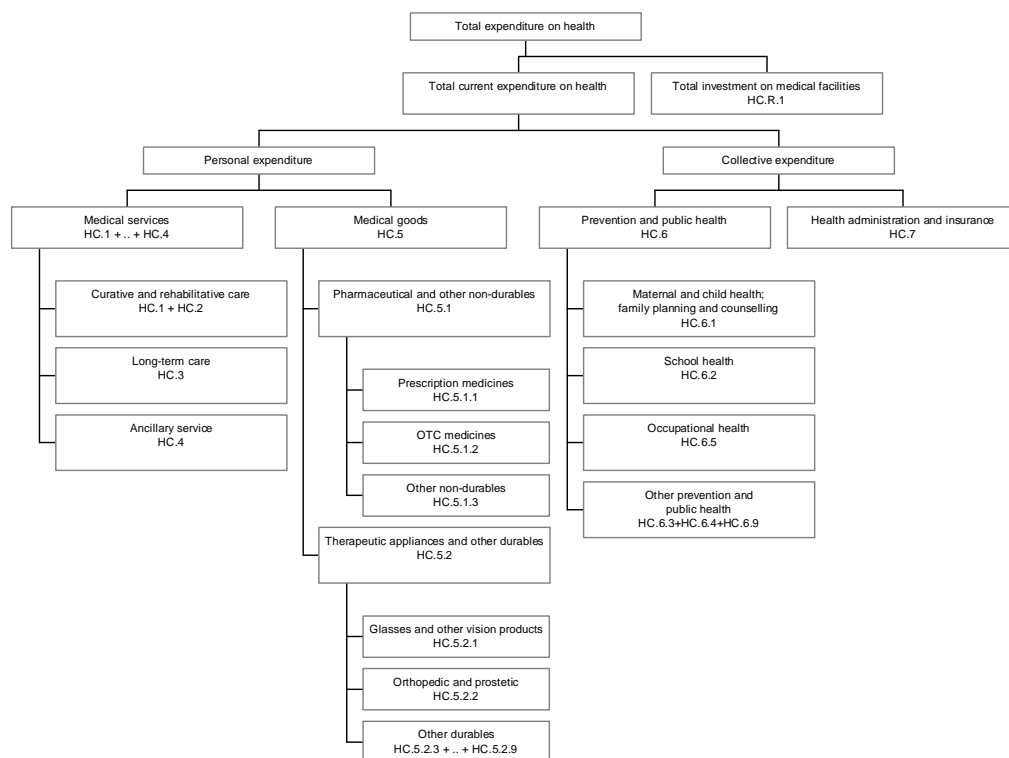 Total expenditure on health
Total current expenditure on health
Total investment on medical facilities
HC.R.1
Personal expenditure
Collective expenditure
Medical services
HC.1 + .. + HC.4
Medical goods
HC.5
Prevention and public health
HC.6
Health administration and insurance
HC.7
Curative and rehabilitative care
HC.1 + HC.2
Long-term care
HC.3
Ancillary service
HC.4
Pharmaceutical and other non-durables
HC.5.1
Prescription medicines
HC.5.1.1
OTC medicines
HC.5.1.2
Other non-durables
HC.5.1.3
Therapeutic appliances and other durables
HC.5.2
Glasses and other vision products
HC.5.2.1
Orthopedic and prostetic
HC.5.2.2
Other durables
HC.5.2.3 + .. + HC.5.2.9
Maternal and child health;
family planning and counselling
HC.6.1
School health
HC.6.2
Occupational health
HC.6.5
Other prevention and
public health
HC.6.3+HC.6.4+HC.6.9